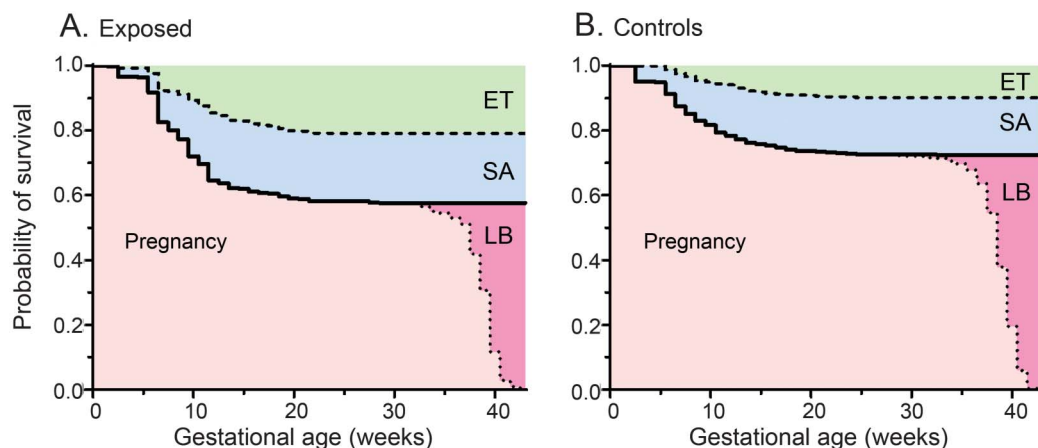 A. Exposed
Probability of survival
1.0
0.8
0.6
0.4
0.2
0.0
ET
SA
LB
Pregnancy
0 10 20 30 40
Gestational age (weeks)
B. Controls
1.0
0.8
0.6
0.4
0.2
0.0
ET
SA
LB
Pregnancy
0 10 20 30 40
Gestational age (weeks)